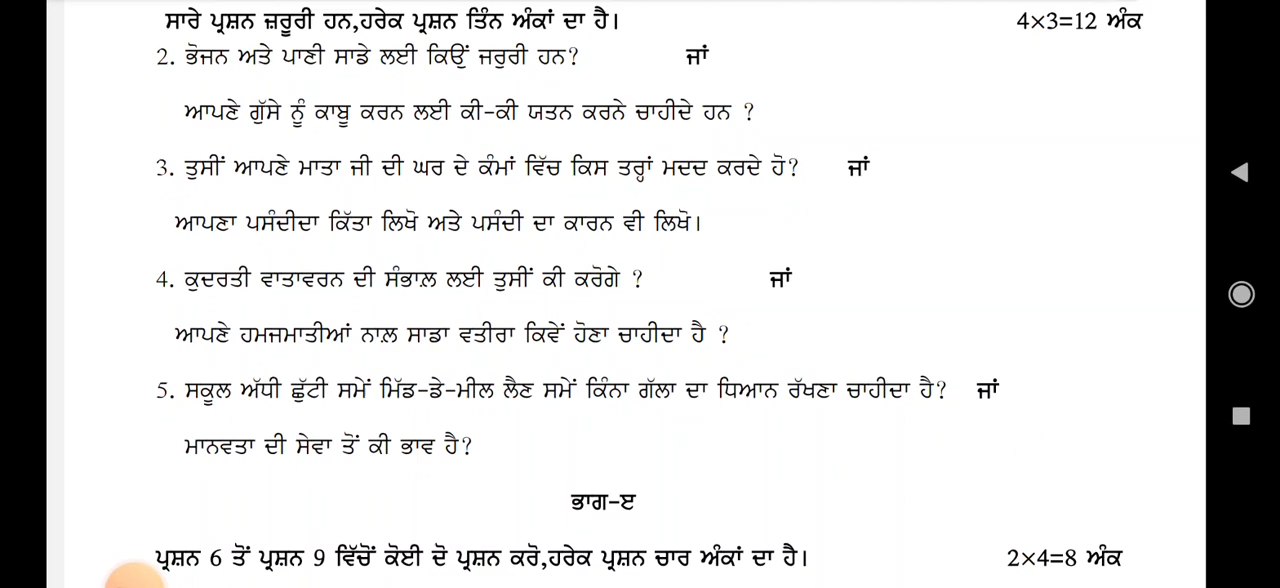 ਸਾਰੇ ਪ੍ਰਸ਼ਨ ਜ਼ਰੂਰੀ ਹਨ,ਹਰੇਕ ਪ੍ਰਸ਼ਨ ਤਿੰਨ ਅੰਕਾਂ ਦਾ ਹੈ। 4×3=12 ਅੰਕ
2. ਭੋਜਨ ਅਤੇ ਪਾਣੀ ਸਾਡੇ ਲਈ ਕਿਉਂ ਜਰੁਰੀ ਹਨ? ਜਾਂ
ਆਪਣੇ ਗੁੱਸੇ ਨੂੰ ਕਾਬੂ ਕਰਨ ਲਈ ਕੀ-ਕੀ ਯਤਨ ਕਰਨੇ ਚਾਹੀਦੇ ਹਨ ?
3. ਤੁਸੀਂ ਆਪਣੇ ਮਾਤਾ ਜੀ ਦੀ ਘਰ ਦੇ ਕੰਮਾਂ ਵਿੱਚ ਕਿਸ ਤਰ੍ਹਾਂ ਮਦਦ ਕਰਦੇ ਹੋ? ਜਾਂ
ਆਪਣਾ ਪਸੰਦੀਦਾ ਕਿੱਤਾ ਲਿਖੋ ਅਤੇ ਪਸੰਦੀ ਦਾ ਕਾਰਨ ਵੀ ਲਿਖੋ।
4. ਕੁਦਰਤੀ ਵਾਤਾਵਰਨ ਦੀ ਸੰਭਾਲ਼ ਲਈ ਤੁਸੀਂ ਕੀ ਕਰੋਗੇ ? ਜਾਂ
ਆਪਣੇ ਹਮਜਮਾਤੀਆਂ ਨਾਲ਼ ਸਾਡਾ ਵਤੀਰਾ ਕਿਵੇਂ ਹੋਣਾ ਚਾਹੀਦਾ ਹੈ ?
5. ਸਕੂਲ ਅੱਧੀ ਛੁੱਟੀ ਸਮੇਂ ਮਿੱਡ-ਡੇ-ਮੀਲ ਲੈਣ ਸਮੇਂ ਕਿੰਨਾ ਗੱਲਾ ਦਾ ਧਿਆਨ ਰੱਖਣਾ ਚਾਹੀਦਾ ਹੈ? ਜਾਂ
ਮਾਨਵਤਾ ਦੀ ਸੇਵਾ ਤੋਂ ਕੀ ਭਾਵ ਹੈ?
ਭਾਗ-ੲ
ਪ੍ਰਸ਼ਨ 6 ਤੋਂ ਪ੍ਰਸ਼ਨ 9 ਵਿੱਚੋਂ ਕੋਈ ਦੋ ਪ੍ਰਸ਼ਨ ਕਰੋ,ਹਰੇਕ ਪ੍ਰਸ਼ਨ ਚਾਰ ਅੰਕਾਂ ਦਾ ਹੈ। 2×4=8 ਅੰਕ